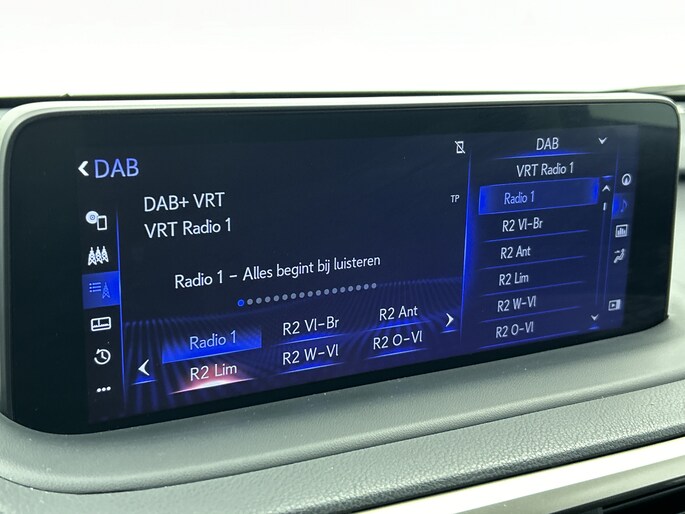 DAB
DAB+ VRT
VRT Radio 1
TP
Radio 1 – Alles begint bij luisteren
Radio 1
R2 Vl-Br
R2 Ant
R2 Lim
R2 W-Vl
R2 O-Vl
DAB
VRT Radio 1
Radio 1
R2 Vl-Br
R2 Ant
R2 Lim
R2 W-Vl
R2 O-Vl